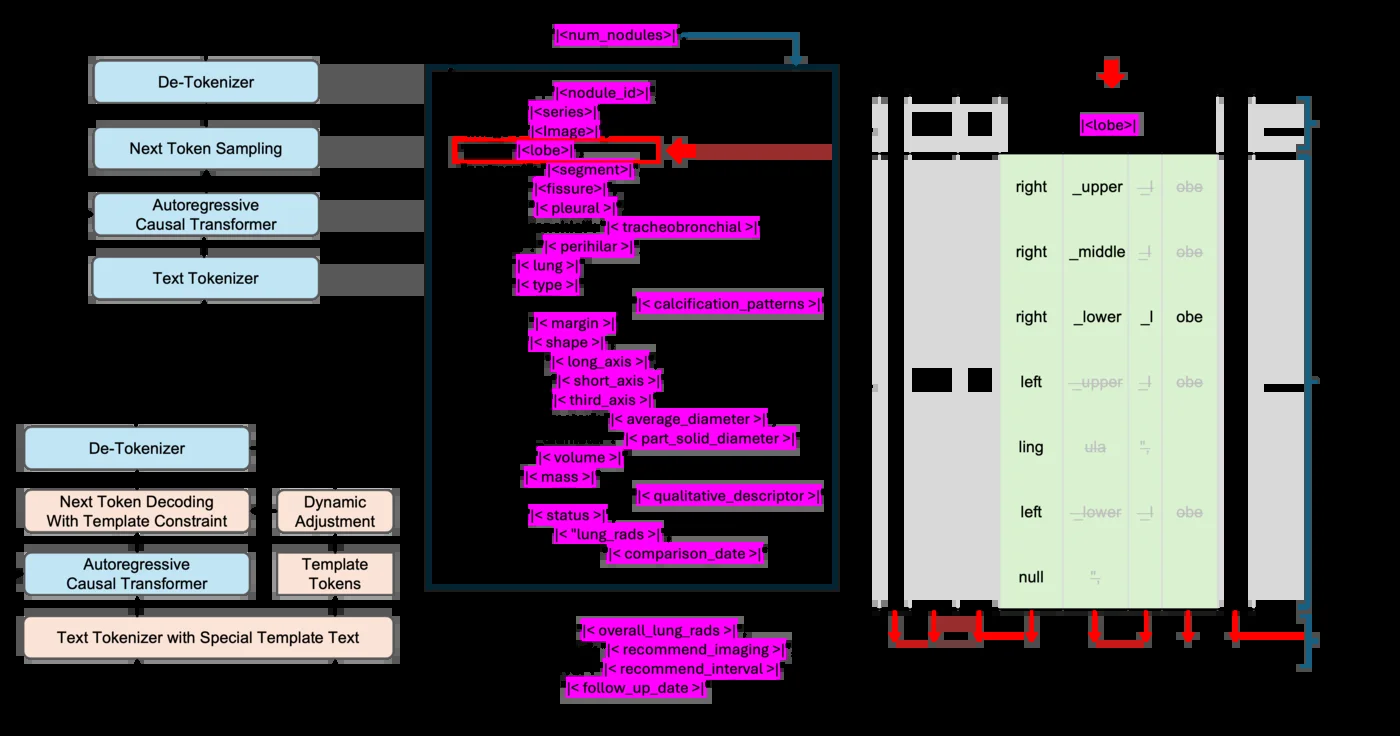 De-Tokenizer
Next Token Sampling
Autoregressive
Causal Transformer
Text Tokenizer
De-Tokenizer
Next Token Decoding
With Template Constraint
Dynamic
Adjustment
Autoregressive
Causal Transformer
Template
Tokens
Text Tokenizer with Special Template Text
|<num_nodules>|
|<nodule_id>|
|<series>|
|<Image>|
|<lobe>|
|<segment>|
|<fissure>|
|< pleural >|
|< tracheobronchial >|
|< perihilar >|
|< lung >|
|< type >|
|< calcification_patterns >|
|< margin >|
|< shape >|
|< long_axis >|
|< short_axis >|
|< third_axis >|
|< average_diameter >|
|< part_solid_diameter >|
|< volume >|
|< mass >|
|< qualitative_descriptor >|
|< status >|
|< "lung_rads >|
|< comparison_date >|
|< overall_lung_rads >|
|< recommend_imaging >|
|< recommend_interval >|
|< follow_up_date >|
|<lobe>|
right _upper _l obe
right _middle _l obe
right _lower _l obe
left _upper _l obe
ling ula ",
left _lower _l obe
null ",